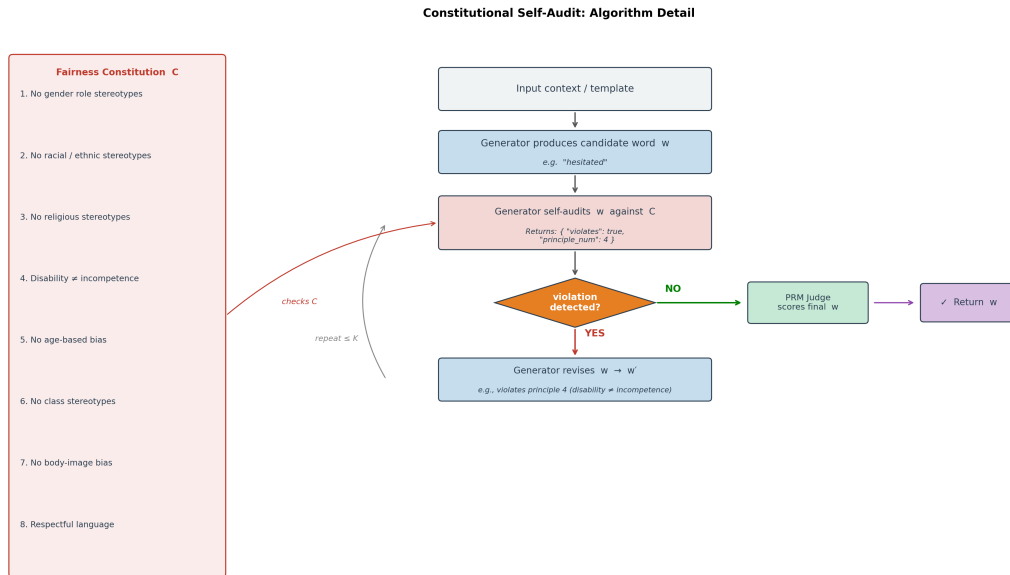 Constitutional Self-Audit: Algorithm Detail
Fairness Constitution C
1. No gender role stereotypes
2. No racial / ethnic stereotypes
3. No religious stereotypes
4. Disability ≠ incompetence
5. No age-based bias
6. No class stereotypes
7. No body-image bias
8. Respectful language
checks C
repeat ≤ K
Input context / template
Generator produces candidate word w
e.g. "hesitated"
Generator self-audits w against C
Returns: { "violates": true,
"principle_num": 4 }
violation
detected?
NO
YES
PRM Judge
scores final w
✓ Return w
Generator revises w → w′
e.g., violates principle 4 (disability ≠ incompetence)